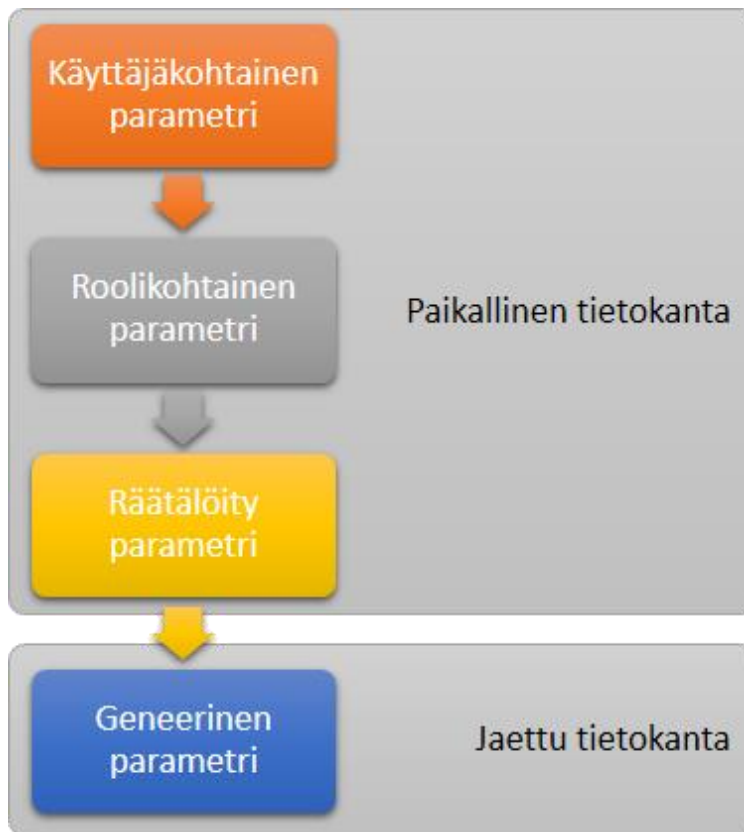 Käyttäjäkohtainen
parametri
Roolikohtainen
parametri
Paikallinen tietokanta
Räätälöity
parametri
Geneerinen
parametri
Jaettu tietokanta